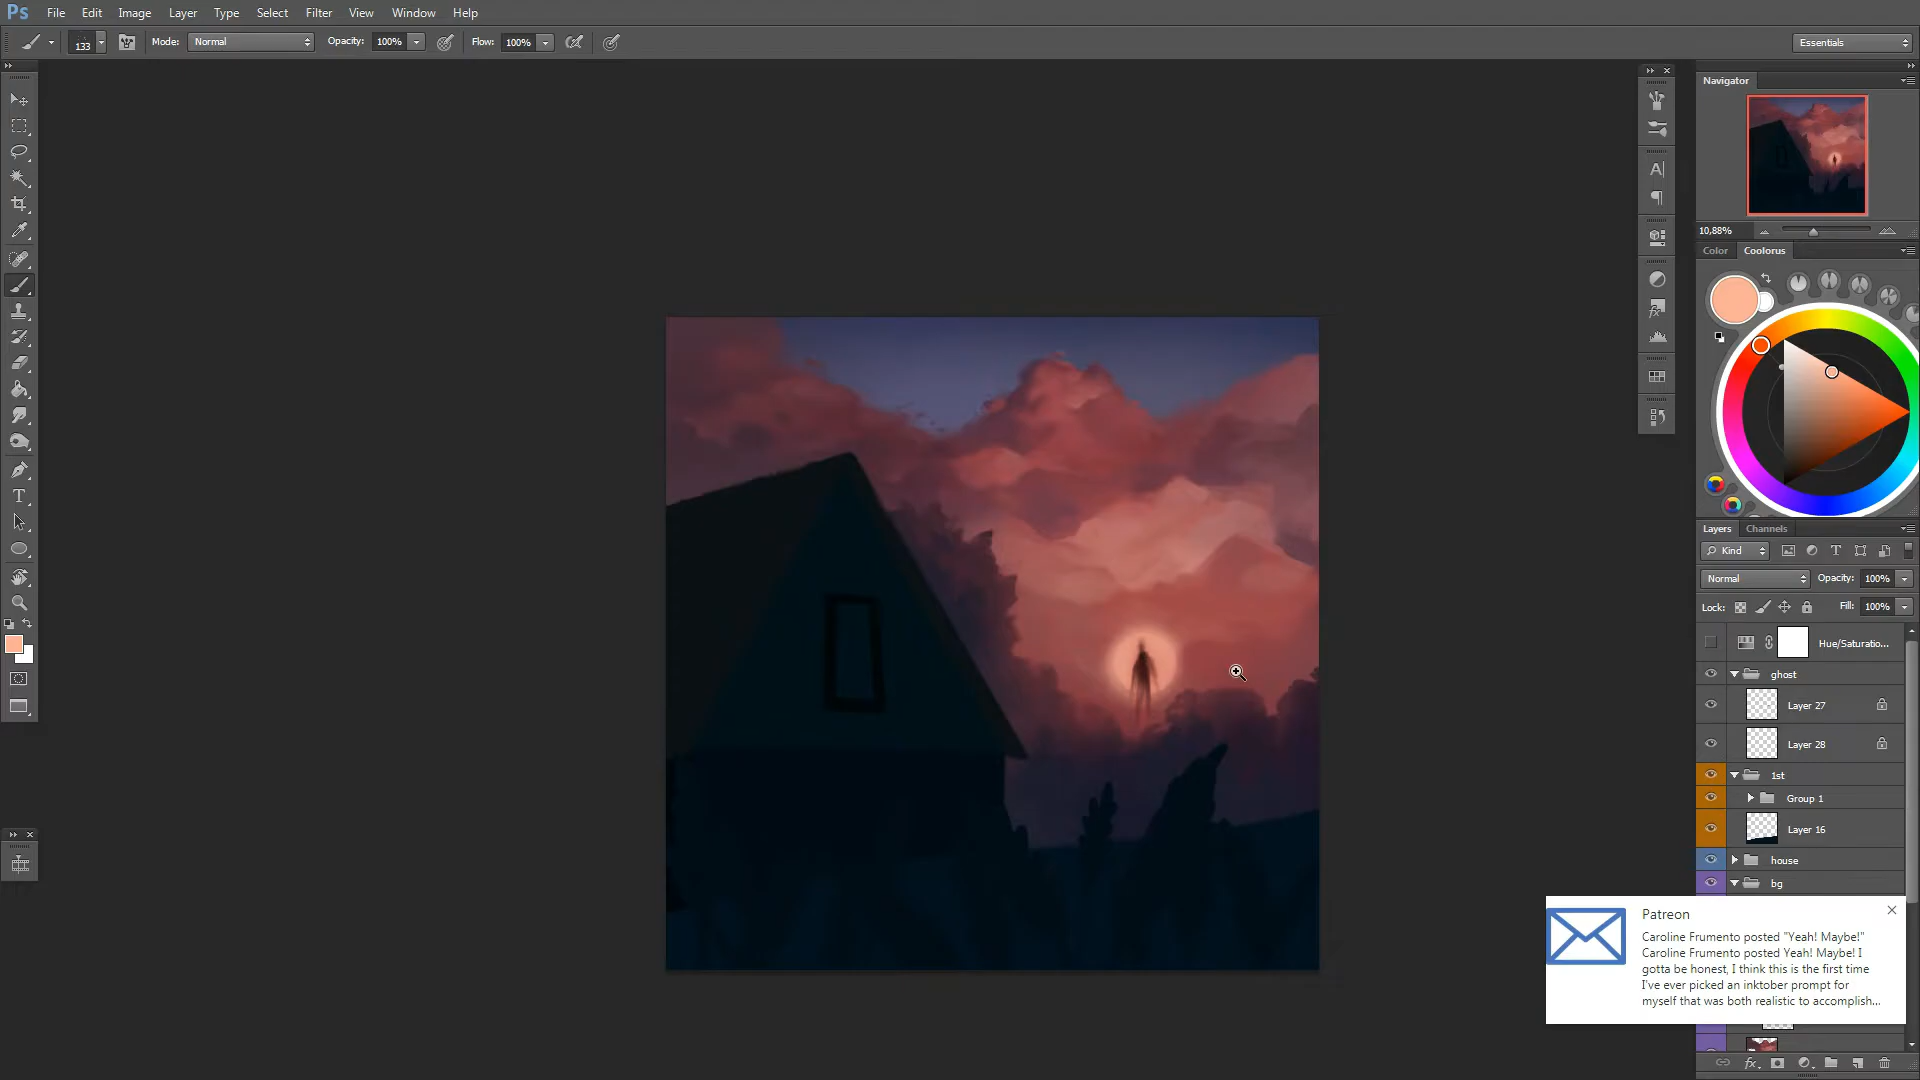 Ps File Edit Image Layer Type Select Filter View Window Help
133 Mode: Normal Opacity: 100% Flow: 100% Essentials
Navigator
10,88%
Color Coolorus
Layers Channels
Kind T
Normal Opacity: 100%
Lock: Fill: 100%
Hue/Saturatio...
ghost
Layer 27
Layer 28
1st
Group 1
Layer 16
house
bg
Patreon
Caroline Frumento posted "Yeah! Maybe!"
Caroline Frumento posted Yeah! Maybe! I
gotta be honest, I think this is the first time
I've ever picked an inktober prompt for
myself that was both realistic to accomplish...